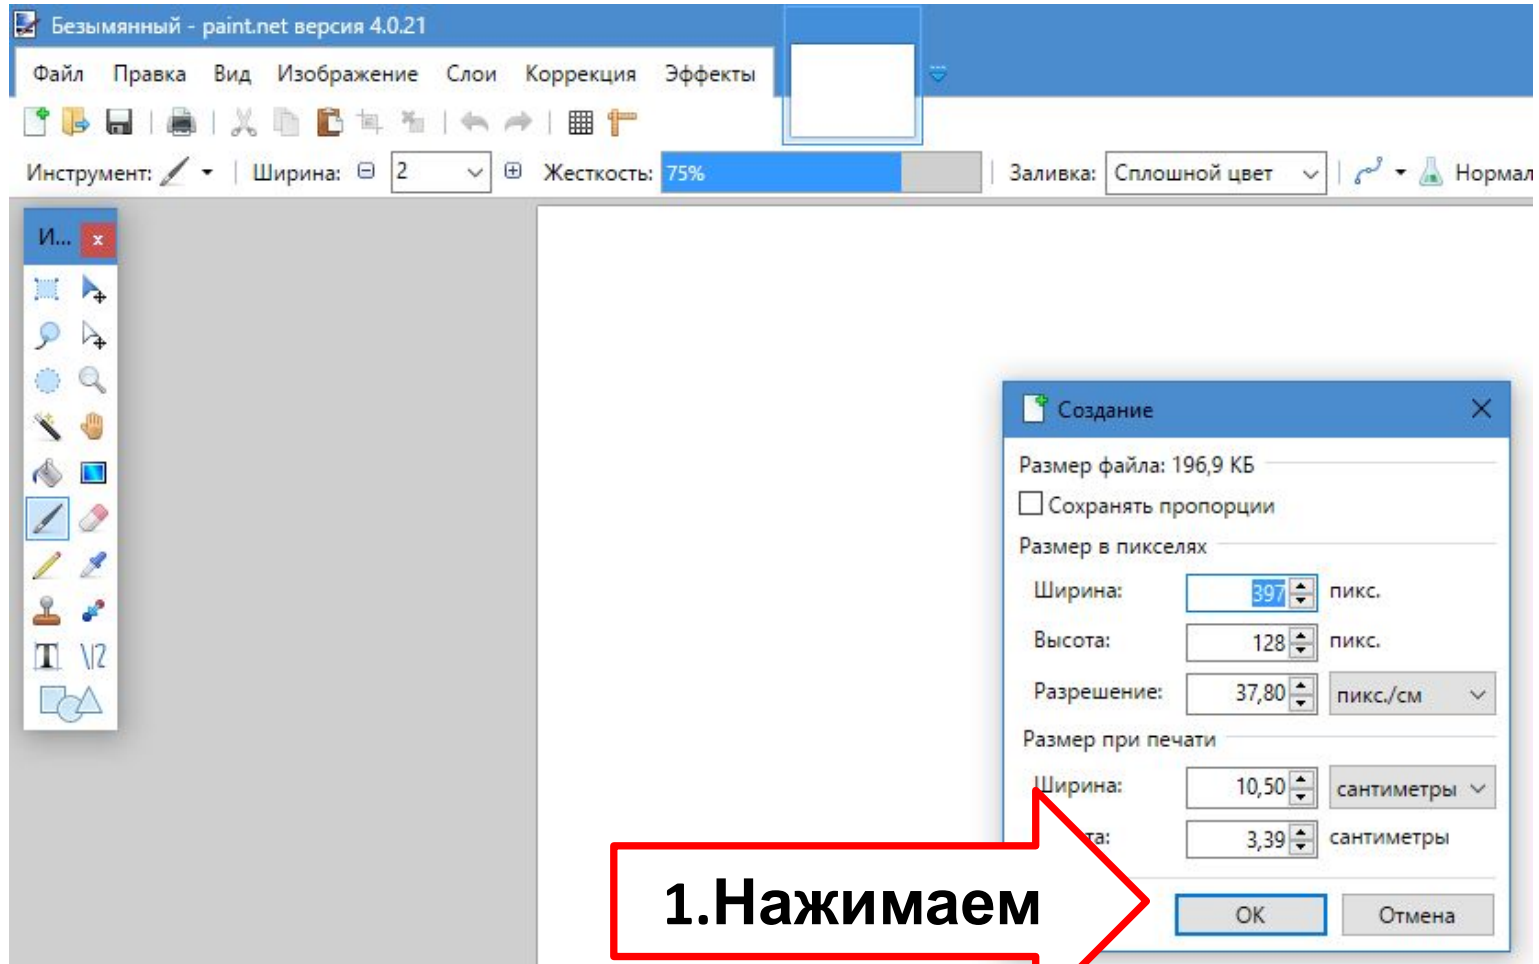 Безымянный - paint.net версия 4.0.21
Файл Правка Вид Изображение Слои Коррекция Эффекты
Инструмент: Ширина: 2 Жесткость: 75% Заливка: Сплошной цвет Нормал
И...
Создание
Размер файла: 196,9 КБ
Сохранять пропорции
Размер в пикселях
Ширина: 397 пикс.
Высота: 128 пикс.
Разрешение: 37,80 пикс./см
Размер при печати
Ширина: 10,50 сантиметры
та: 3,39 сантиметры
1.Нажимаем
OK Отмена